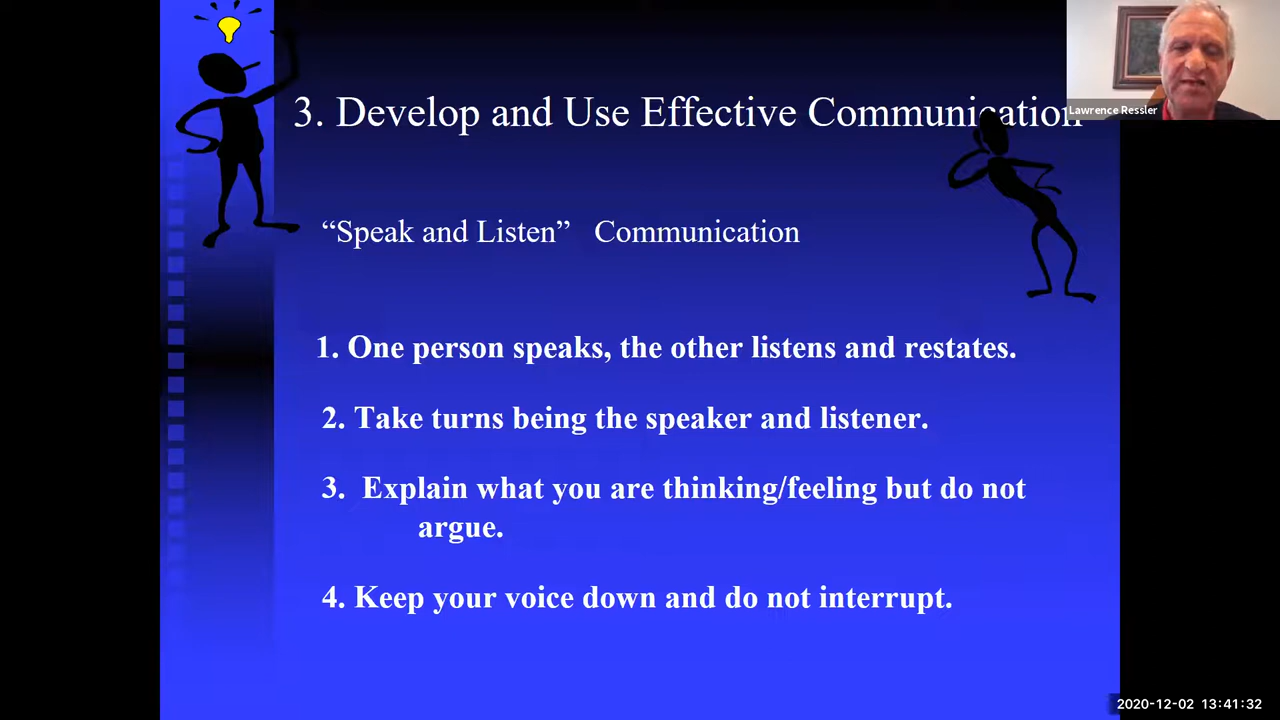 Lawrence Ressler
3. Develop and Use Effective Communication
“Speak and Listen” Communication
1. One person speaks, the other listens and restates.
2. Take turns being the speaker and listener.
3. Explain what you are thinking/feeling but do not
argue.
4. Keep your voice down and do not interrupt.
2020-12-02 13:41:32